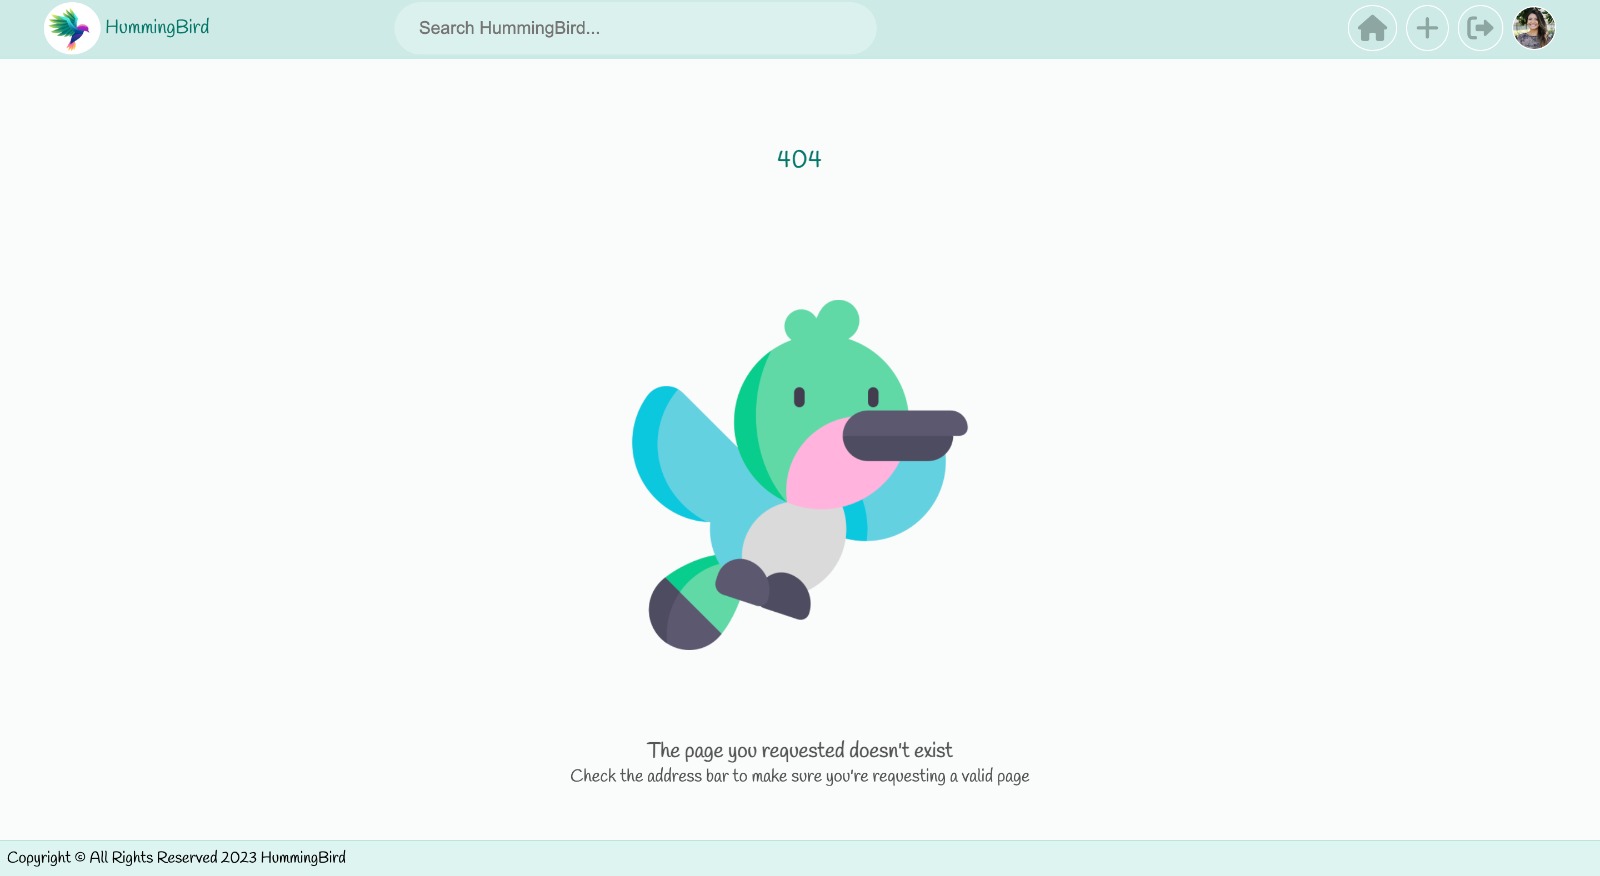 HummingBird
Search HummingBird...
404
The page you requested doesn't exist
Check the address bar to make sure you're requesting a valid page
Copyright © All Rights Reserved 2023 HummingBird